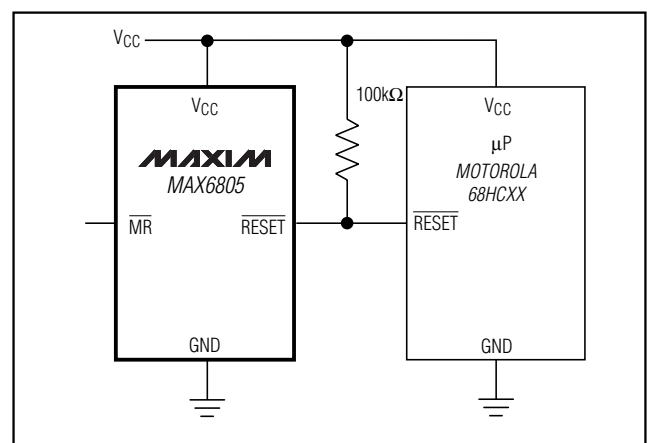 VCC
VCC
MAXIM
MAX6805
MR
RESET
GND
100kΩ
VCC
μP
MOTOROLA
68HCXX
RESET
GND